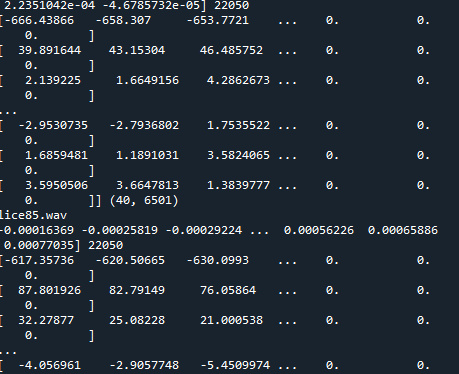 2.2351042e-04 -4.6785732e-05] 22050
[-666.43866 -658.307 -653.7721 ... 0. 0.
0. ]
[ 39.891644 43.15304 46.485752 ... 0. 0.
0. ]
[ 2.139225 1.6649156 4.2862673 ... 0. 0.
0. ]
...
[ -2.9530735 -2.7936802 1.7535522 ... 0. 0.
0. ]
[ 1.6859481 1.1891031 3.5824065 ... 0. 0.
0. ]
[ 3.5950506 3.6647813 1.3839777 ... 0. 0.
0. ]] (40, 6501)
lice85.wav
-0.00016369 -0.00025819 -0.00029224 ... 0.00056226 0.00065886
0.00077035] 22050
[-617.35736 -620.50665 -630.0993 ... 0. 0.
0. ]
[ 87.801926 82.79149 76.05864 ... 0. 0.
0. ]
[ 32.27877 25.08228 21.000538 ... 0. 0.
0. ]
...
[ -4.056961 -2.9057748 -5.4509974 ... 0. 0.